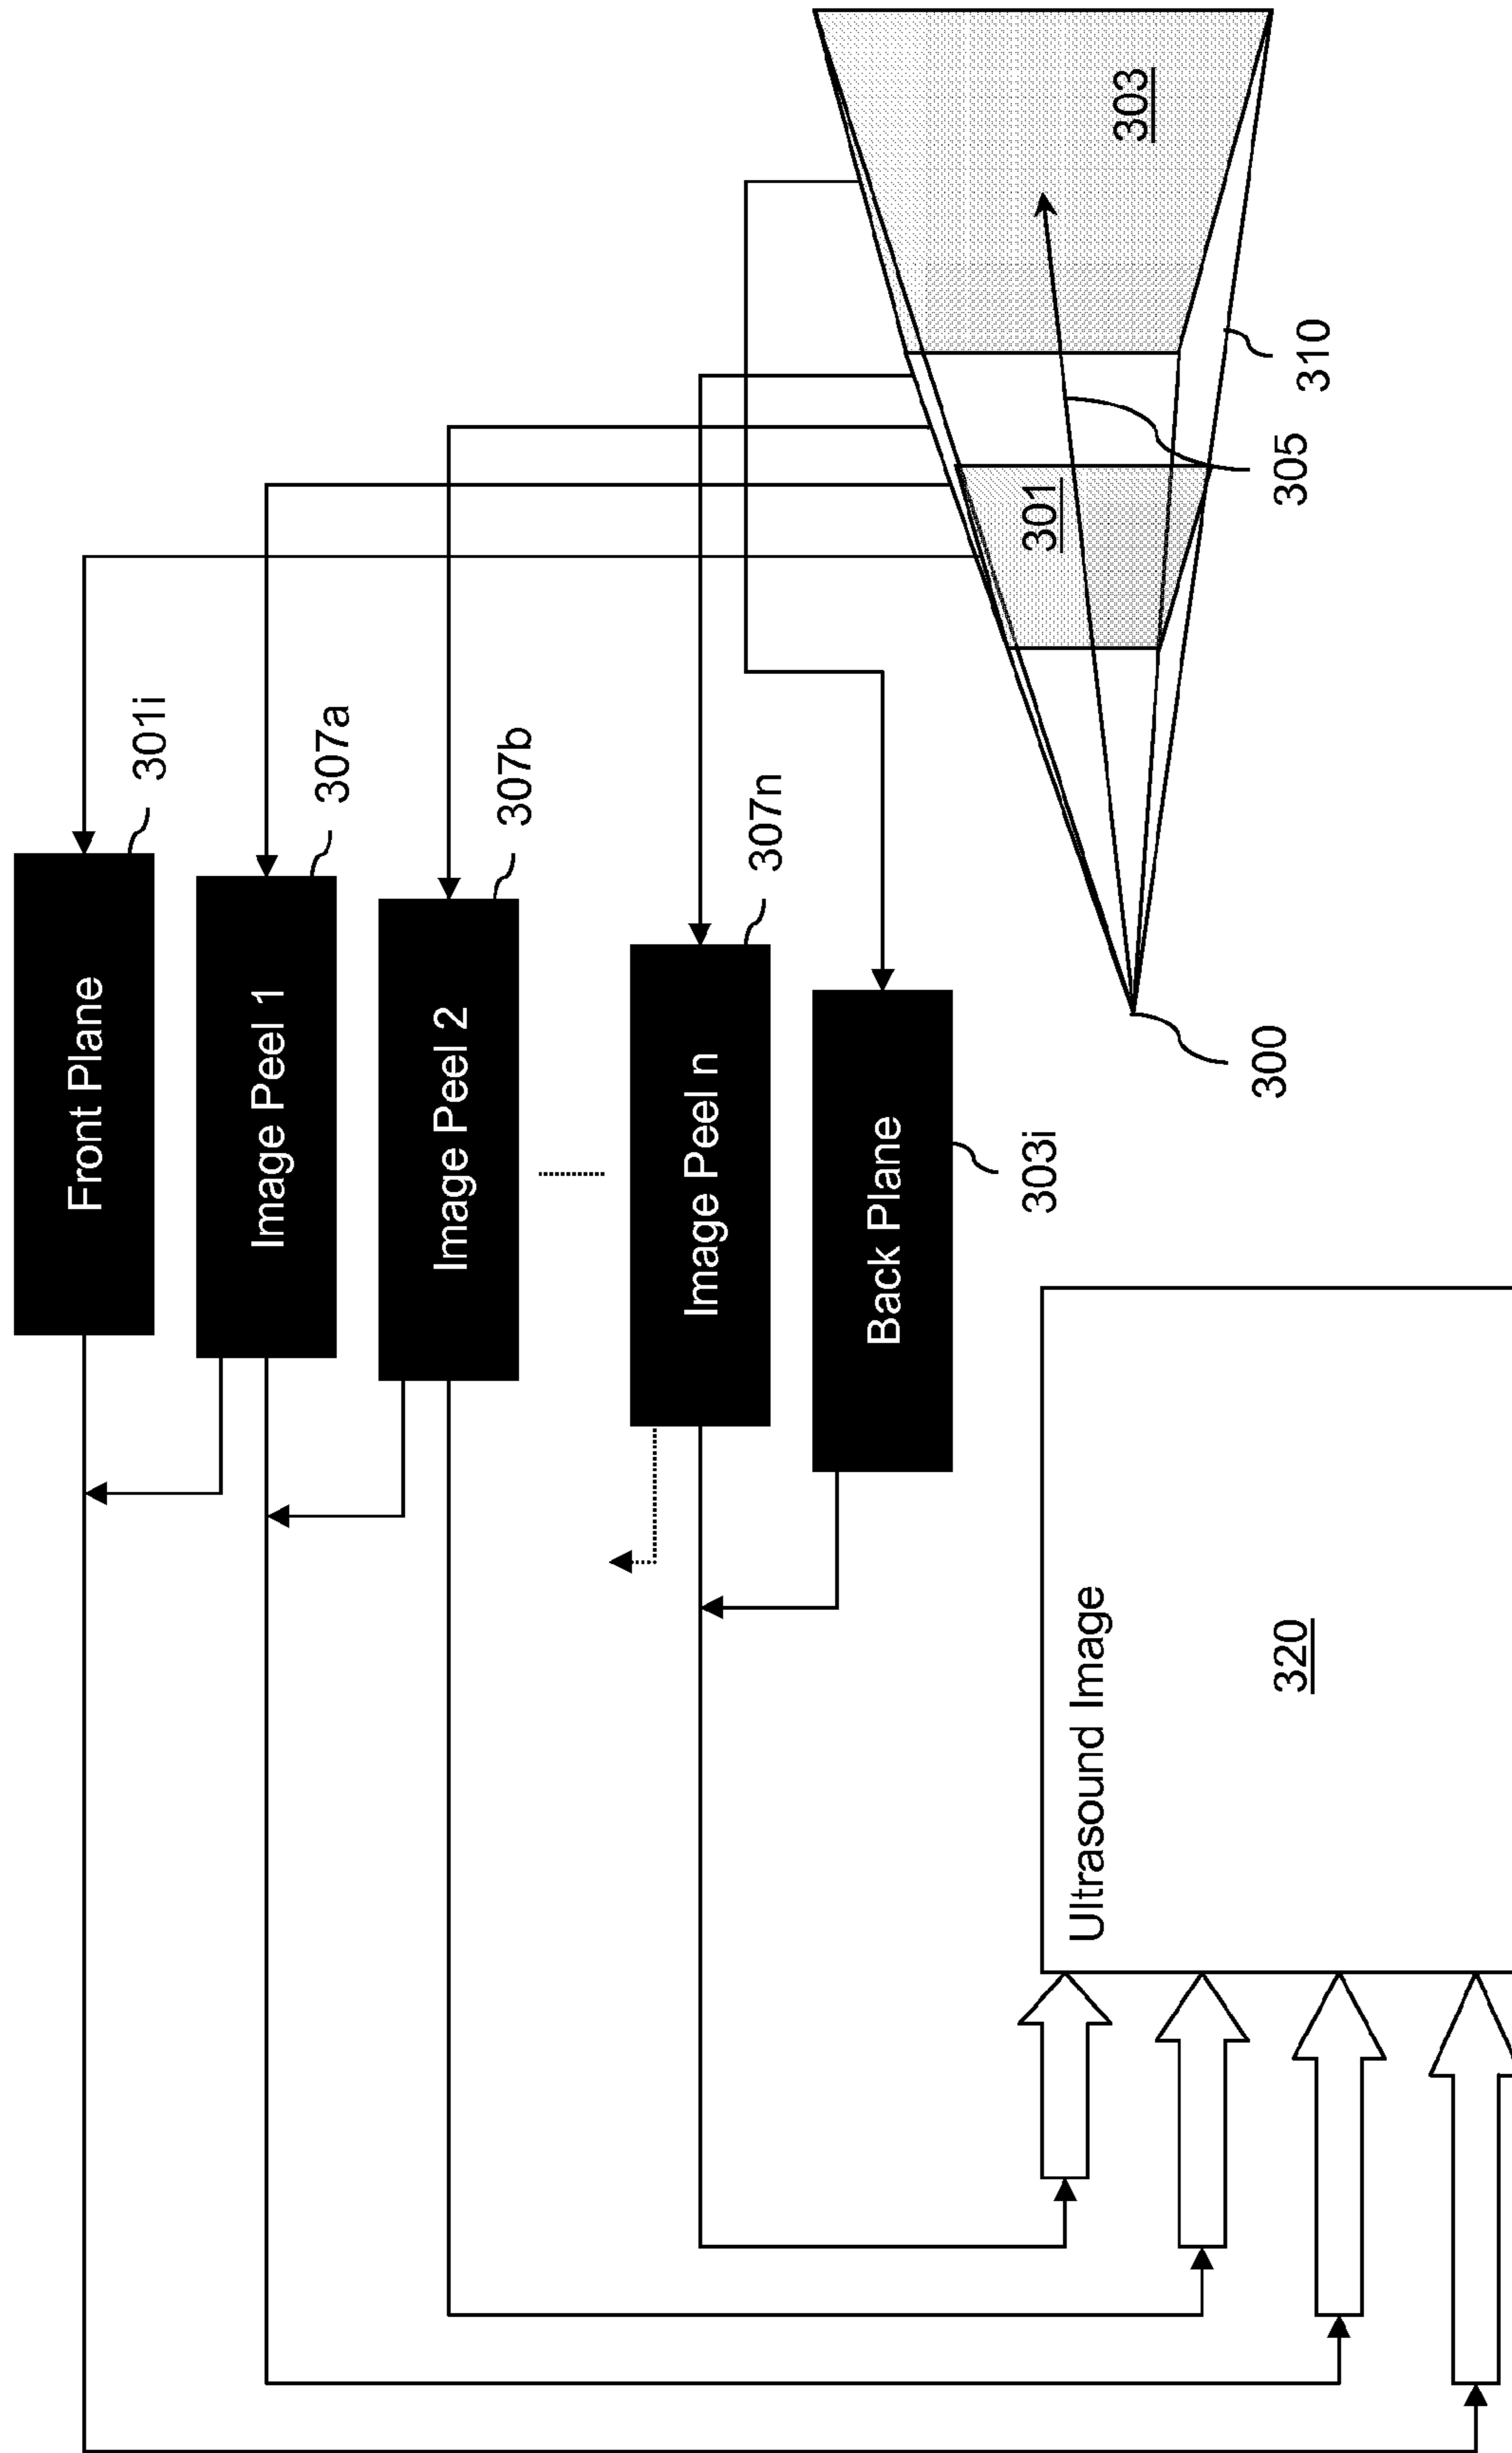 Front Plane
301i
Image Peel 1
307a
Image Peel 2
307b
Image Peel n
307n
Back Plane
303i
303
301
305
310
300
Ultrasound Image
320